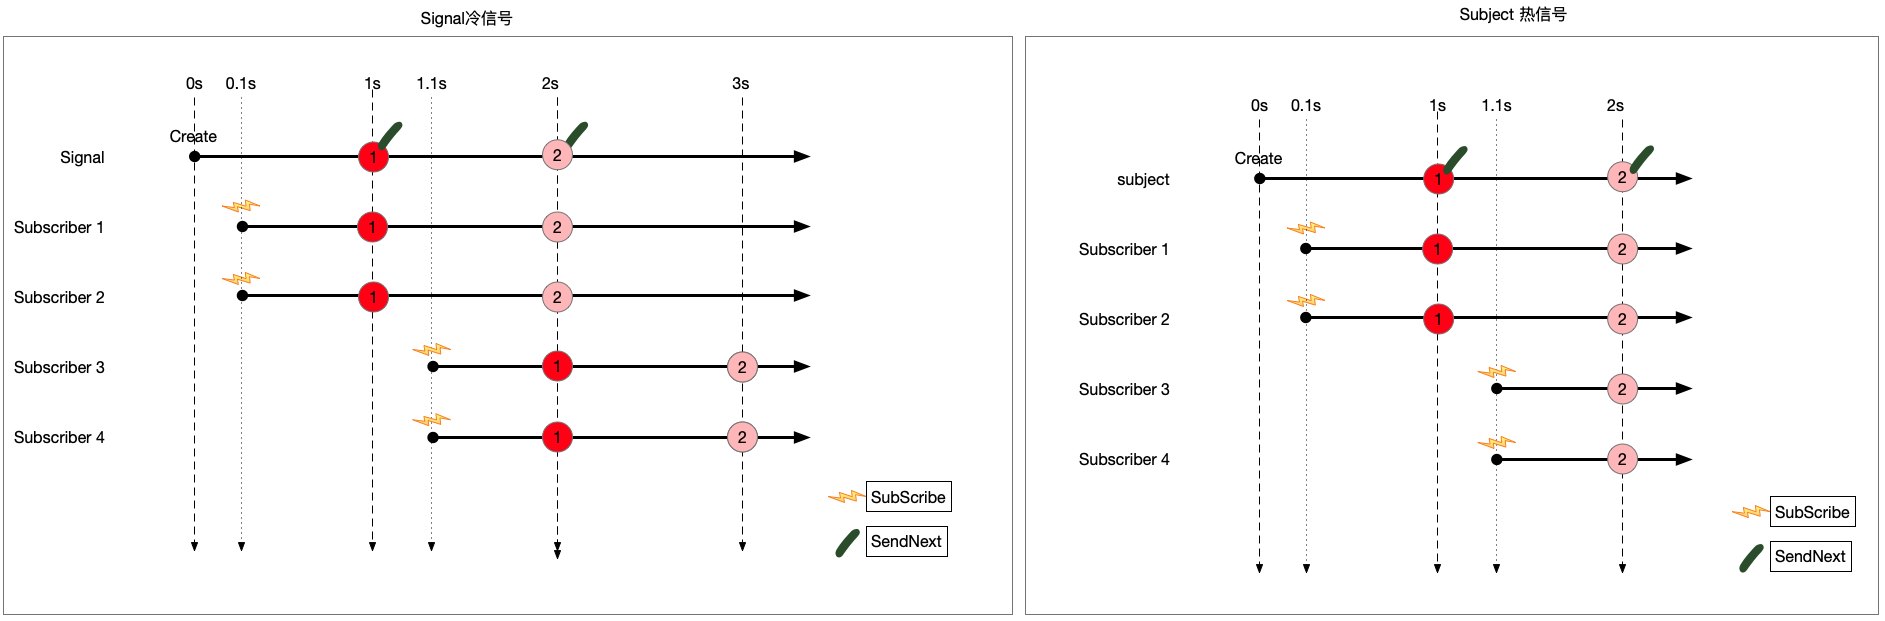 Signal冷信号
0s 0.1s 1s 1.1s 2s 3s
Create
Signal 1 2
Subscriber 1 1 2
Subscriber 2 1 2
Subscriber 3 1 2
Subscriber 4 1 2
SubScribe
SendNext
Subject 热信号
0s 0.1s 1s 1.1s 2s
Create
subject 1 2
Subscriber 1 1 2
Subscriber 2 1 2
Subscriber 3 2
Subscriber 4 2
SubScribe
SendNext